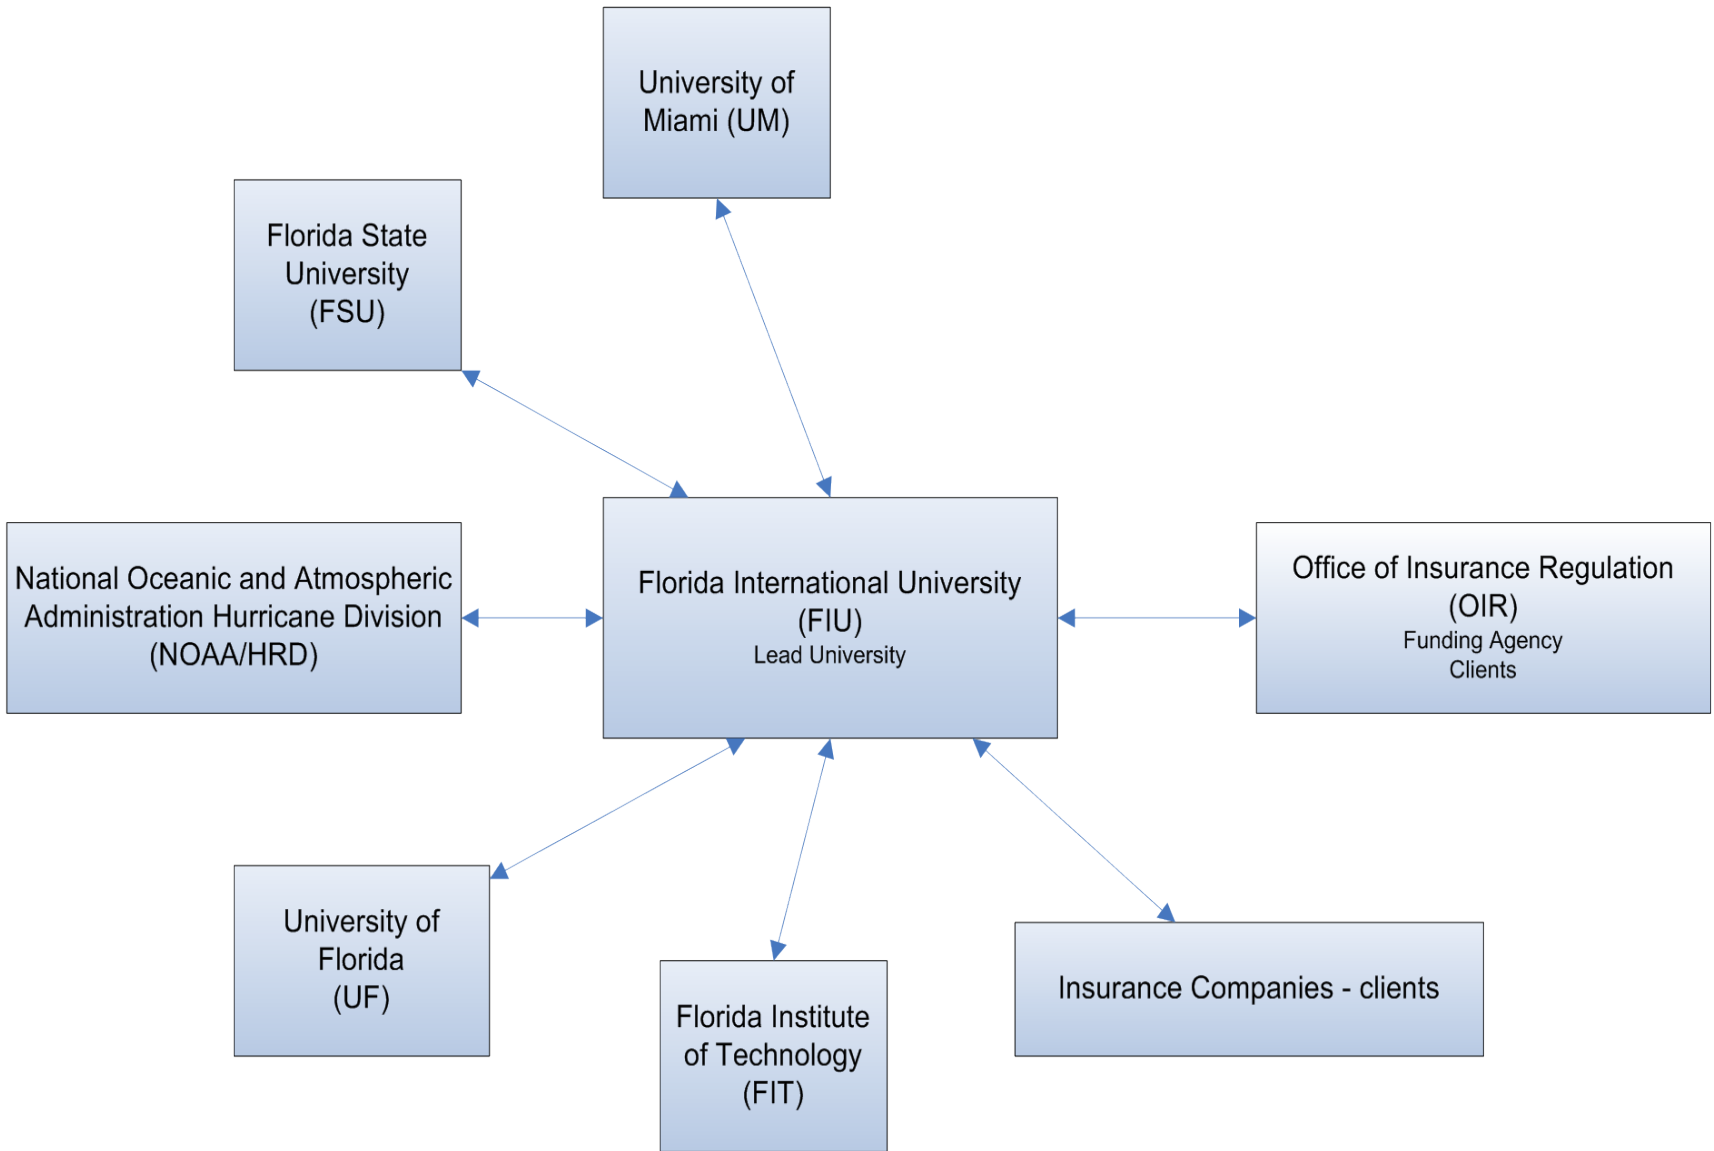 University of
Miami (UM)
Florida State
University
(FSU)
National Oceanic and Atmospheric
Administration Hurricane Division
(NOAA/HRD)
Florida International University
(FIU)
Lead University
Office of Insurance Regulation
(OIR)
Funding Agency
Clients
University of
Florida
(UF)
Florida Institute
of Technology
(FIT)
Insurance Companies - clients